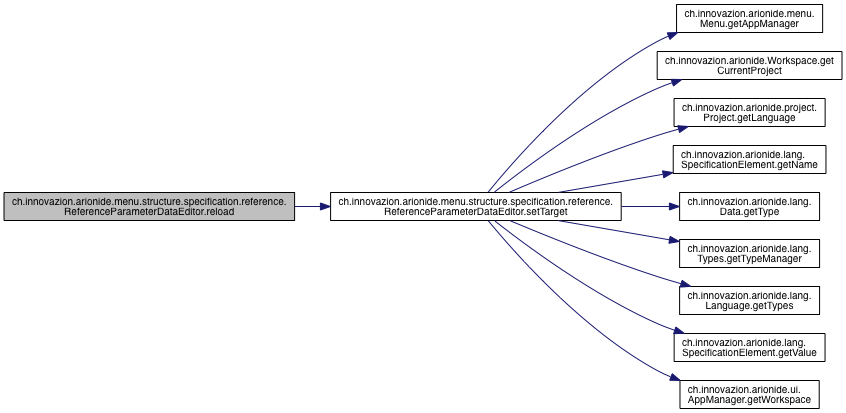 ch.innovazion.arionide.menu.structure.specification.reference.
ReferenceParameterDataEditor.reload
ch.innovazion.arionide.menu.structure.specification.reference.
ReferenceParameterDataEditor.setTarget
ch.innovazion.arionide.menu.
Menu.getAppManager
ch.innovazion.arionide.Workspace.get
CurrentProject
ch.innovazion.arionide.project.
Project.getLanguage
ch.innovazion.arionide.lang.
SpecificationElement.getName
ch.innovazion.arionide.lang.
Data.getType
ch.innovazion.arionide.lang.
Types.getTypeManager
ch.innovazion.arionide.lang.
Language.getTypes
ch.innovazion.arionide.lang.
SpecificationElement.getValue
ch.innovazion.arionide.ui.
AppManager.getWorkspace